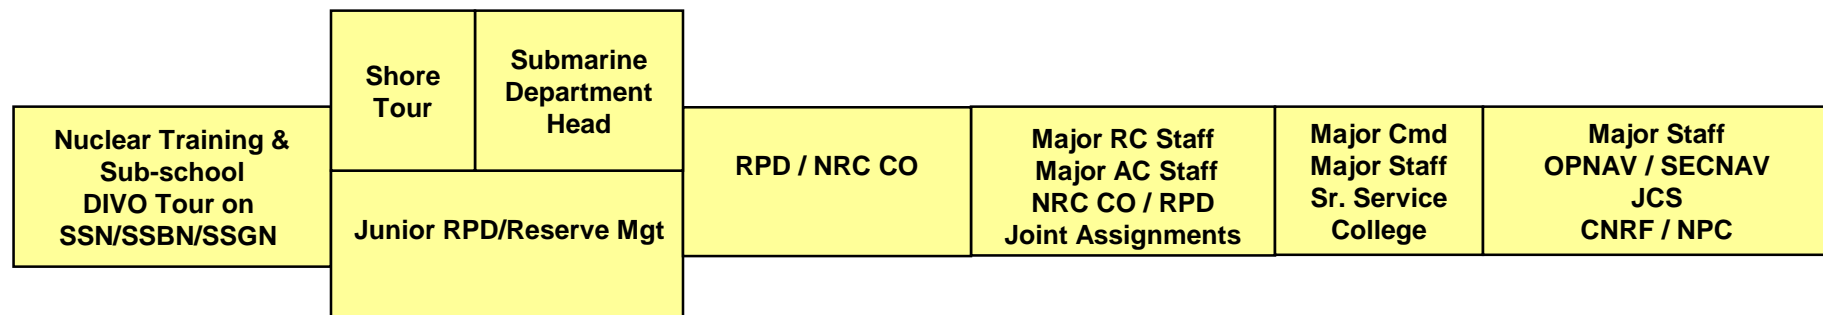 Nuclear Training &
Sub-school
DIVO Tour on
SSN/SSBN/SSGN
Shore
Tour
Submarine
Department
Head
Junior RPD/Reserve Mgt
RPD / NRC CO
Major RC Staff
Major AC Staff
NRC CO / RPD
Joint Assignments
Major Cmd
Major Staff
Sr. Service
College
Major Staff
OPNAV / SECNAV
JCS
CNRF / NPC